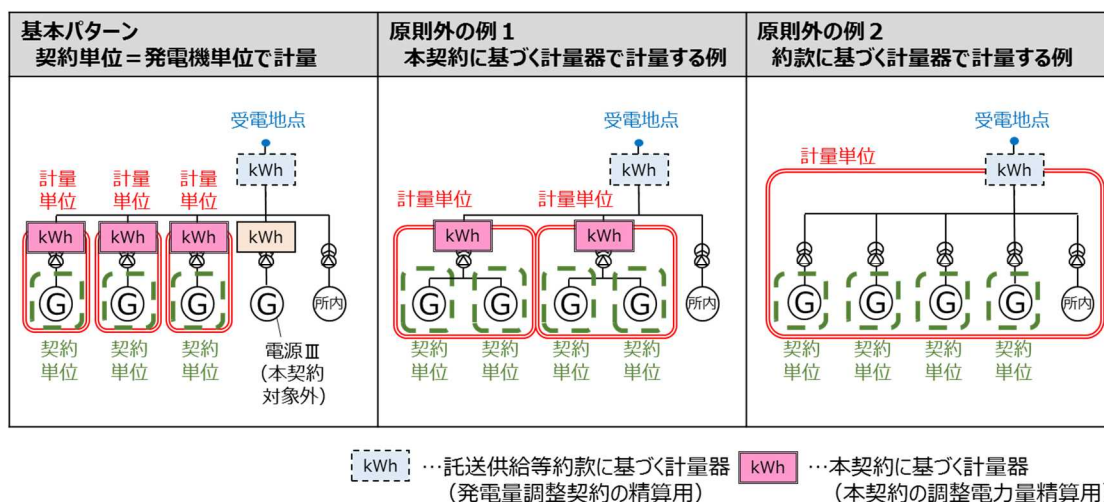 基本パターン
契約単位＝発電機単位で計量
原則外の例１
本契約に基づく計量器で計量する例
原則外の例２
約款に基づく計量器で計量する例
受電地点
kWh
計量
単位
計量
単位
計量
単位
kWh
kWh
kWh
kWh
G
G
G
G
所内
契約
単位
契約
単位
契約
単位
電源Ⅲ
（本契約
対象外）
受電地点
kWh
計量単位
計量単位
kWh
kWh
G
G
G
G
所内
契約
単位
契約
単位
契約
単位
契約
単位
受電地点
計量単位
kWh
G
G
G
G
所内
契約
単位
契約
単位
契約
単位
契約
単位
kWh …託送供給等約款に基づく計量器
（発電量調整契約の精算用）
kWh …本契約に基づく計量器
（本契約の調整電力量精算用）